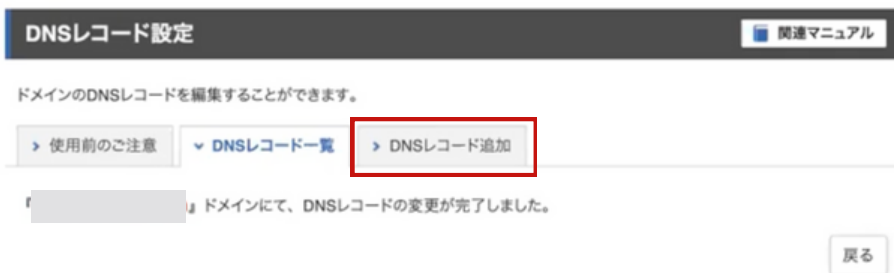 DNSレコード設定
関連マニュアル
ドメインのDNSレコードを編集することができます。
使用前のご注意 DNSレコード一覧 DNSレコード追加
『 』ドメインにて、DNSレコードの変更が完了しました。
戻る